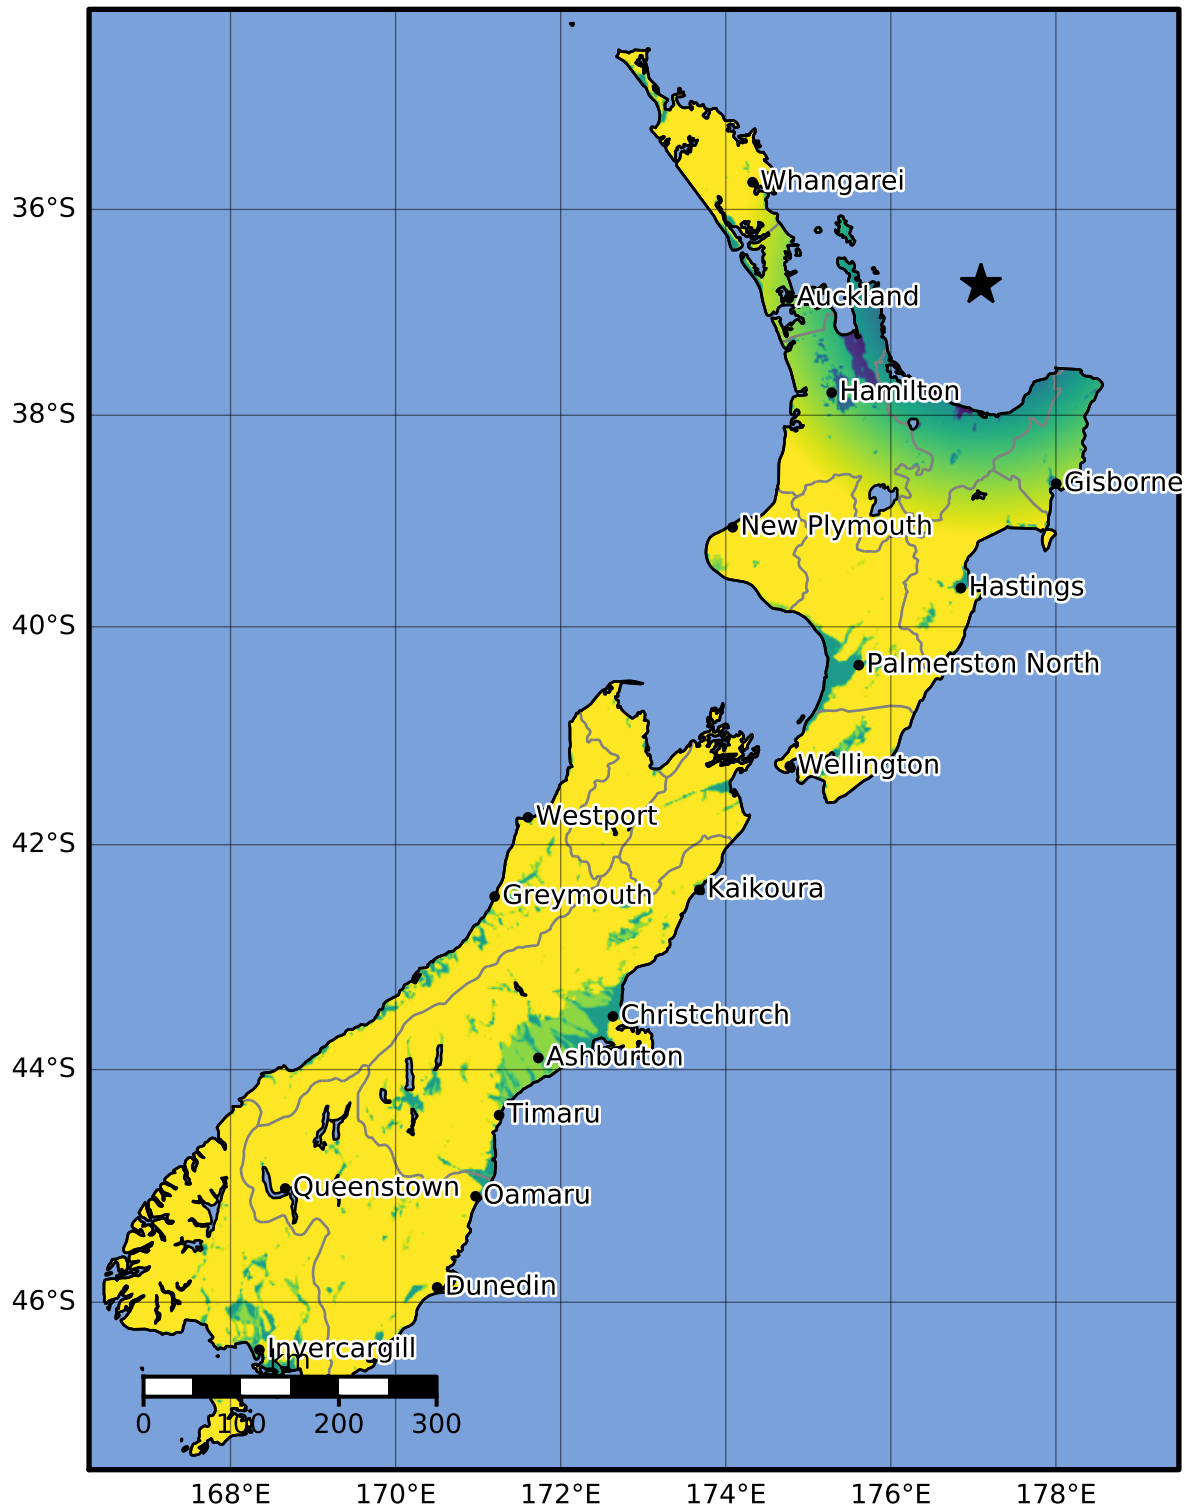 Whangarei
36°S
Auckland
Hamilton
38°S
Gisborne
New Plymouth
Hastings
40°S
Palmerston North
Wellington
Westport
42°S
Kaikoura
Greymouth
Christchurch
Ashburton
44°S
Timaru
Queenstown
Oamaru
Dunedin
46°S
Invercargill
km
0 100 200 300
168°E 170°E 172°E 174°E 176°E 178°E